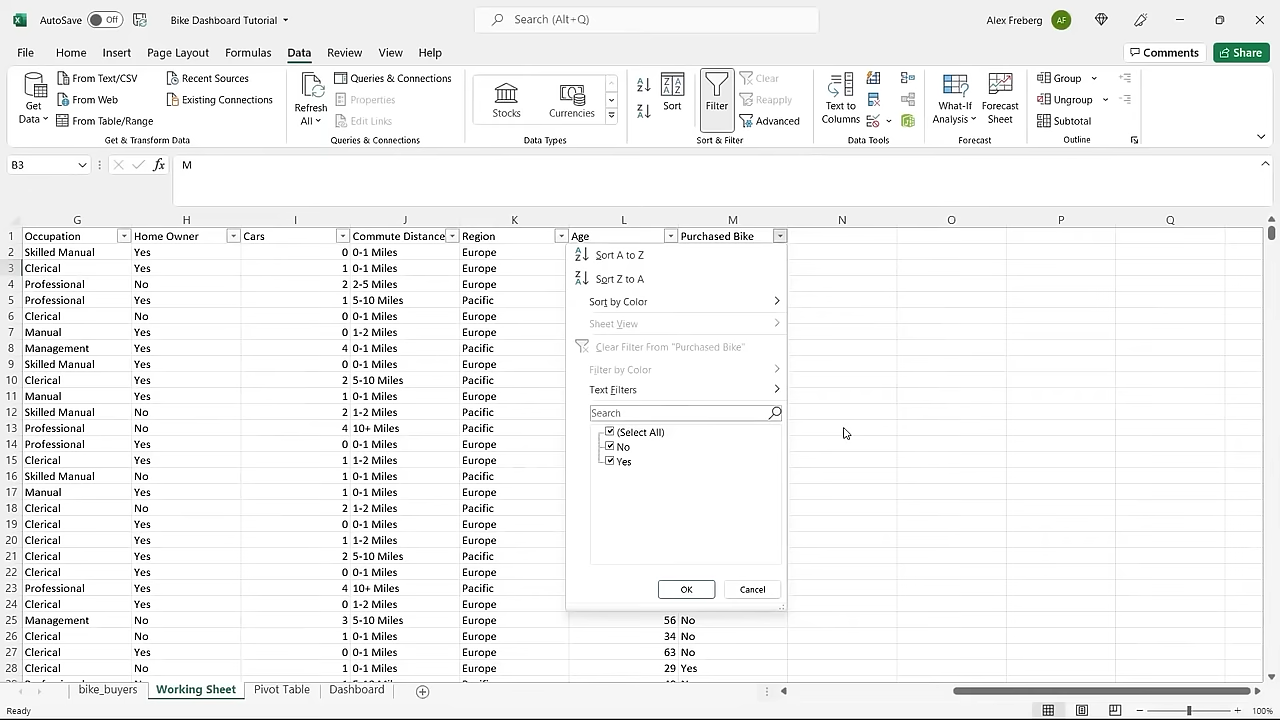 AutoSave Off Bike Dashboard Tutorial Search (Alt+Q) Alex Freberg AF
File Home Insert Page Layout Formulas Data Review View Help Comments Share
Get Data
From Text/CSV
From Web
From Table/Range
Recent Sources
Existing Connections
Get & Transform Data
Refresh All
Queries & Connections
Properties
Edit Links
Queries & Connections
Stocks
Currencies
Data Types
Sort
Filter
Clear
Reapply
Advanced
Sort & Filter
Text to Columns
Data Tools
What-If Analysis
Forecast Sheet
Forecast
Group
Ungroup
Subtotal
Outline
B3 fx M
G H I J K L M N O P Q
1 Occupation Home Owner Cars Commute Distance Region Age Purchased Bike
2 Skilled Manual Yes 0 0-1 Miles Europe
3 Clerical Yes 1 0-1 Miles Europe
4 Professional No 2 2-5 Miles Europe
5 Professional Yes 1 5-10 Miles Pacific
6 Clerical No 0 0-1 Miles Europe
7 Manual Yes 0 1-2 Miles Europe
8 Management Yes 4 0-1 Miles Pacific
9 Skilled Manual Yes 0 0-1 Miles Europe
10 Clerical Yes 2 5-10 Miles Pacific
11 Manual Yes 1 0-1 Miles Europe
12 Skilled Manual No 2 1-2 Miles Pacific
13 Professional No 4 10+ Miles Pacific
14 Professional Yes 0 0-1 Miles Europe
15 Clerical Yes 1 1-2 Miles Europe
16 Skilled Manual No 1 0-1 Miles Pacific
17 Manual Yes 1 0-1 Miles Europe
18 Clerical No 2 1-2 Miles Pacific
19 Clerical Yes 0 0-1 Miles Europe
20 Clerical Yes 1 1-2 Miles Europe
21 Clerical Yes 2 5-10 Miles Pacific
22 Clerical Yes 0 0-1 Miles Europe
23 Professional Yes 4 10+ Miles Pacific
24 Clerical Yes 0 1-2 Miles Europe
25 Management No 3 5-10 Miles Europe 56 No
26 Clerical No 1 0-1 Miles Europe 34 No
27 Clerical Yes 0 0-1 Miles Europe 63 No
28 Clerical No 1 0-1 Miles Europe 29 Yes
Sort A to Z
Sort Z to A
Sort by Color
Sheet View
Clear Filter From "Purchased Bike"
Filter by Color
Text Filters
Search
(Select All)
No
Yes
OK Cancel
bike_buyers Working Sheet Pivot Table Dashboard
Ready 100%